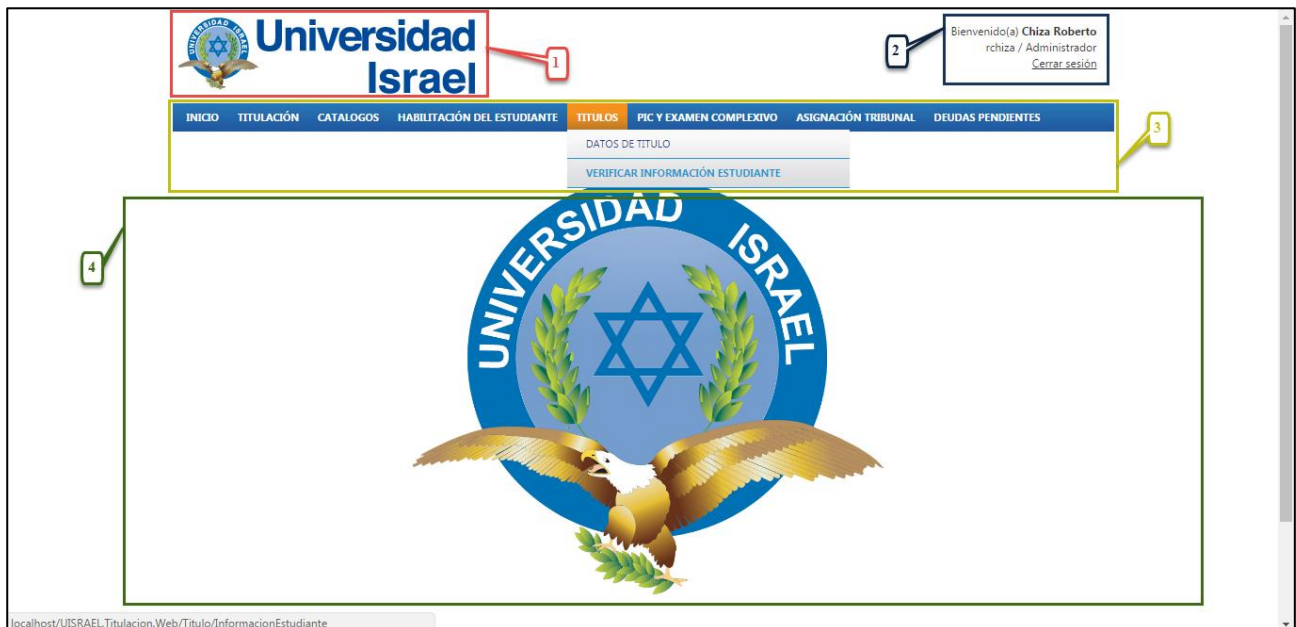 UNIVERSIDAD ISRAEL
Universidad
Israel
1
2
Bienvenido(a) Chiza Roberto
rchiza / Administrador
Cerrar sesión
INICIO TITULACIÓN CATALOGOS HABILITACIÓN DEL ESTUDIANTE TITULOS PIC Y EXAMEN COMPLEXIVO ASIGNACIÓN TRIBUNAL DEUDAS PENDIENTES
3
DATOS DE TITULO
VERIFICAR INFORMACIÓN ESTUDIANTE
4
UNIVERSIDAD ISRAEL
localhost/UISRAEL.Titulacion.Web/Titulo/InformacionEstudiante